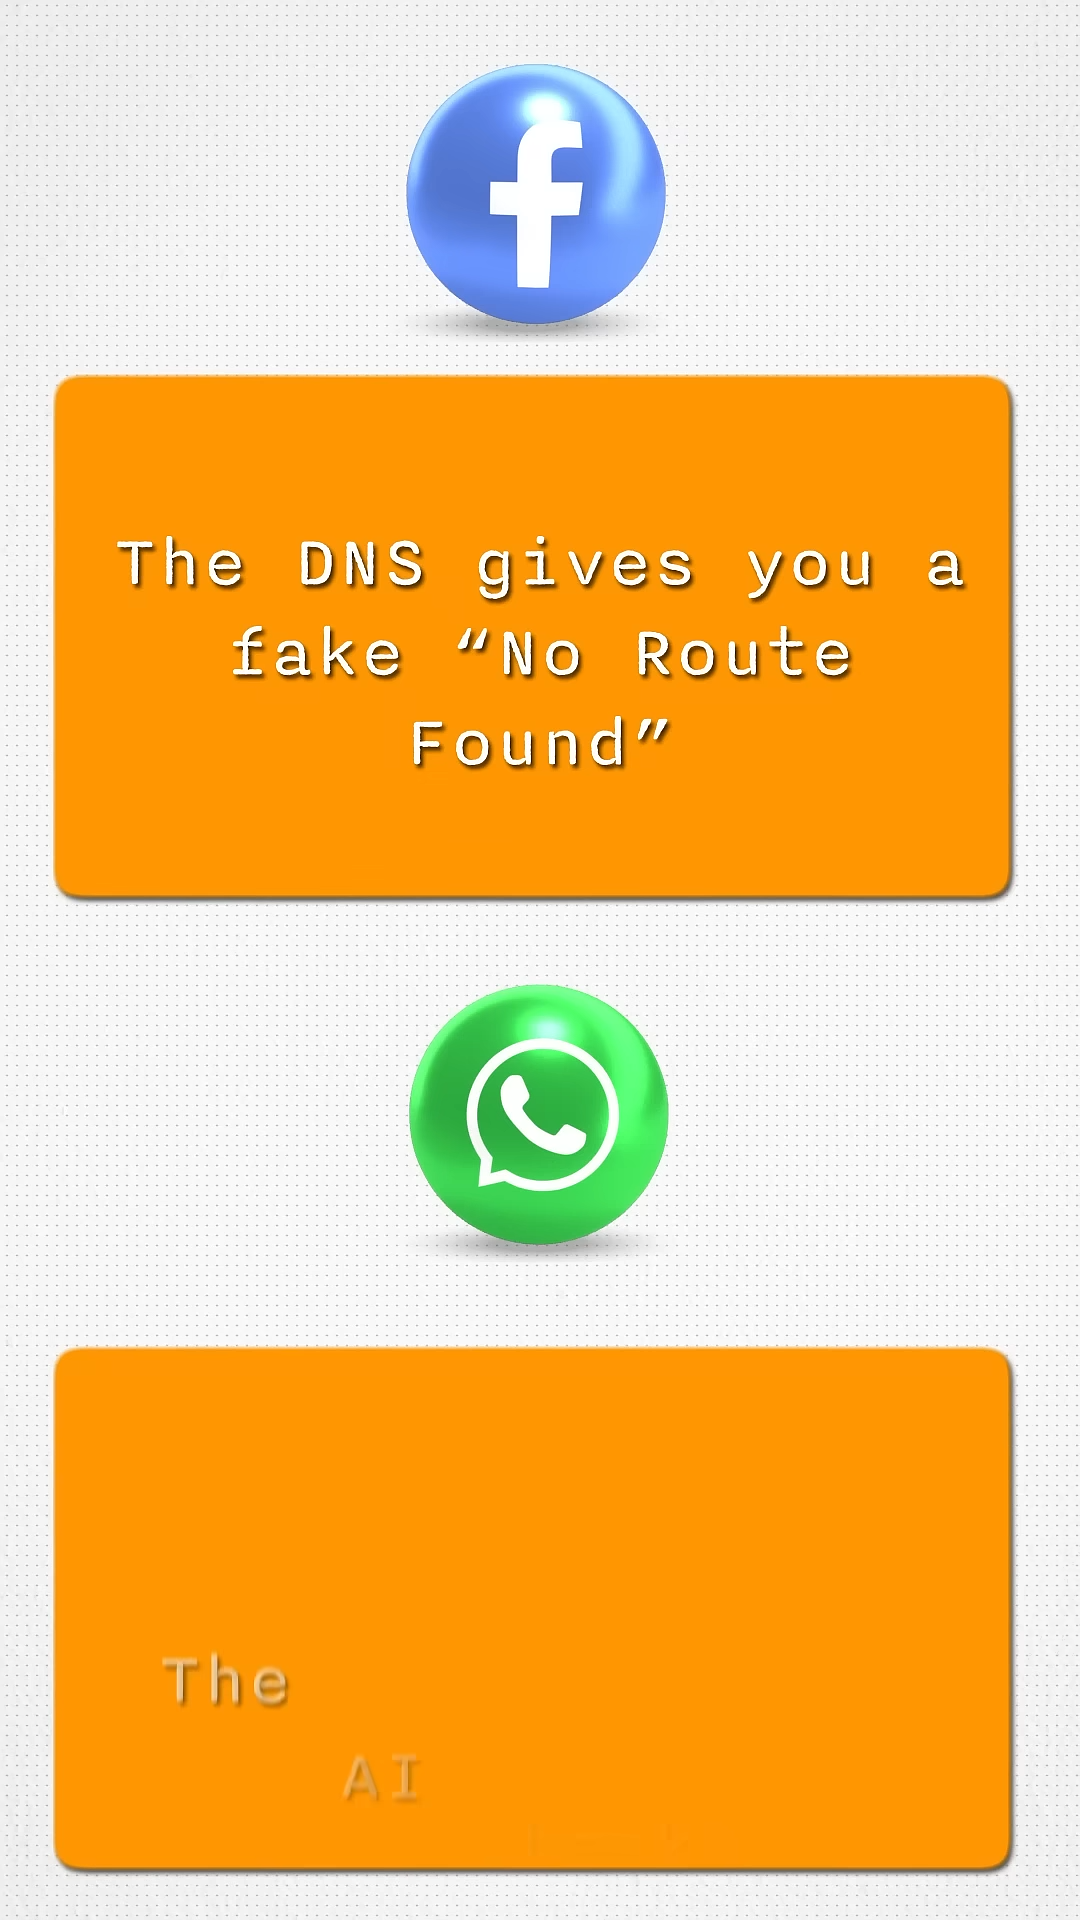 The DNS gives you a
fake “No Route
Found”
The
AI